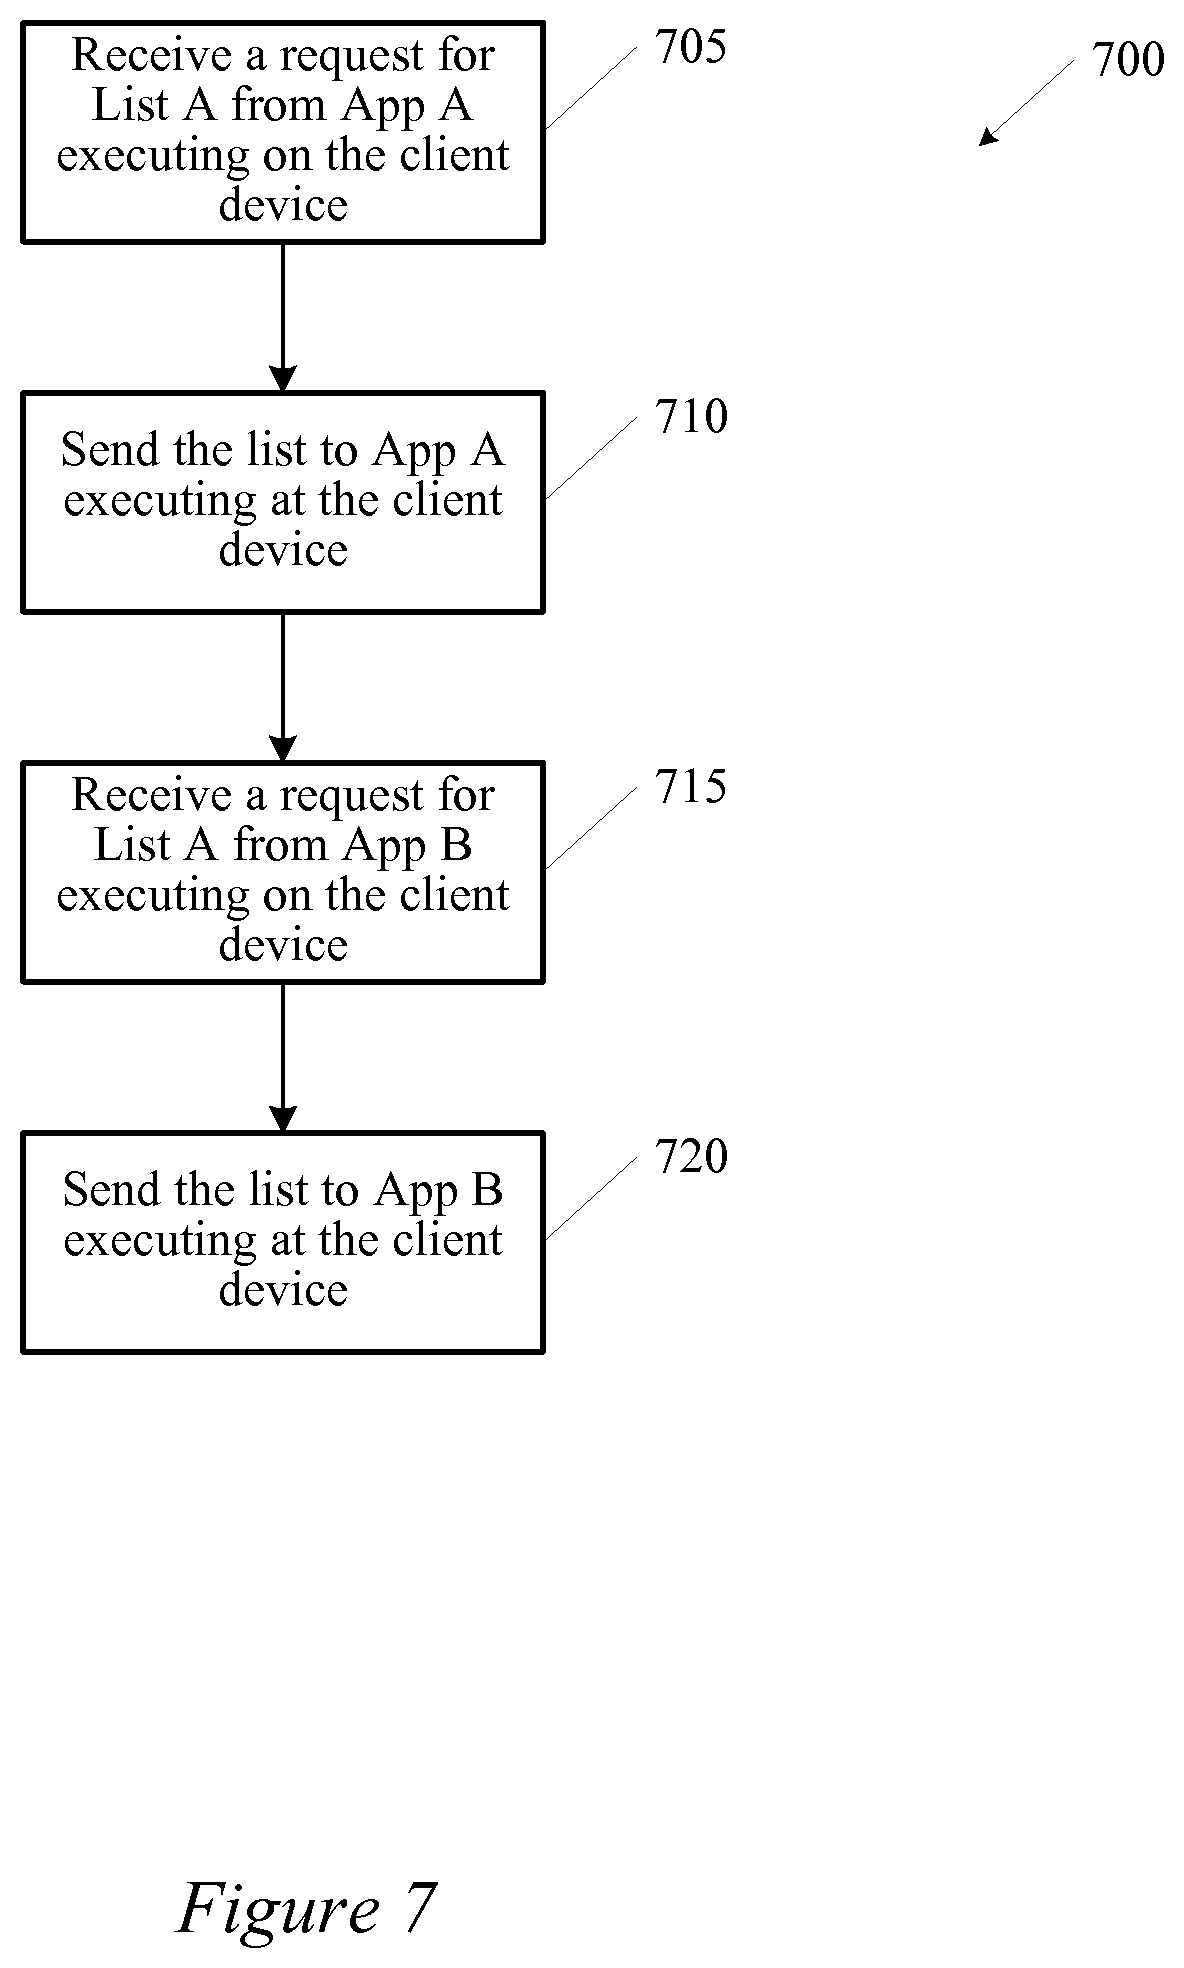 Receive a request for
List A from App A
executing on the client
device
705
700
Send the list to App A
executing at the client
device
710
Receive a request for
List A from App B
executing on the client
device
715
Send the list to App B
executing at the client
device
720
Figure 7